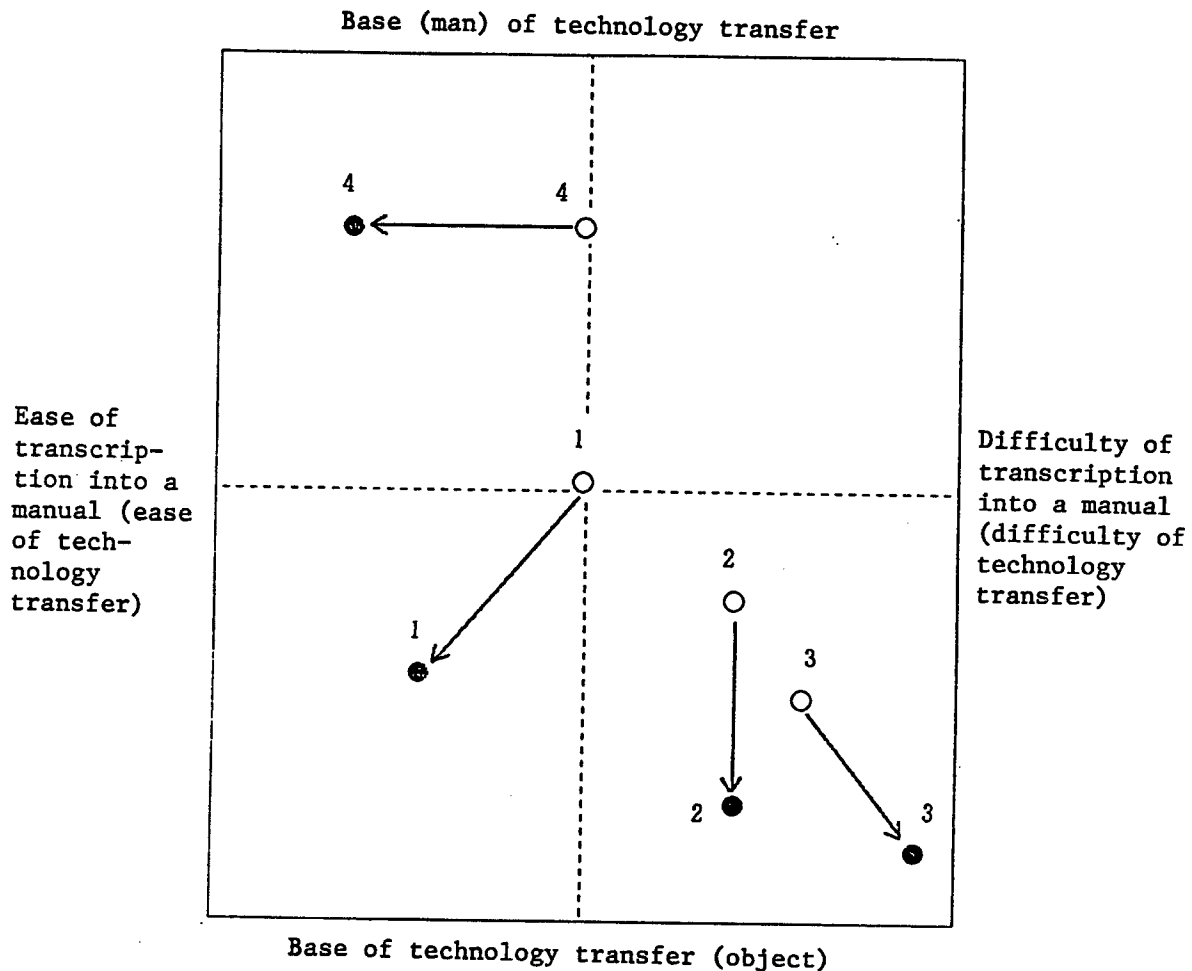 Base (man) of technology transfer
4
4
Ease of
transcrip-
tion into a
manual (ease
of tech-
nology
transfer)
1
Difficulty of
transcription
into a manual
(difficulty of
technology
transfer)
2
1
3
2
3
Base of technology transfer (object)